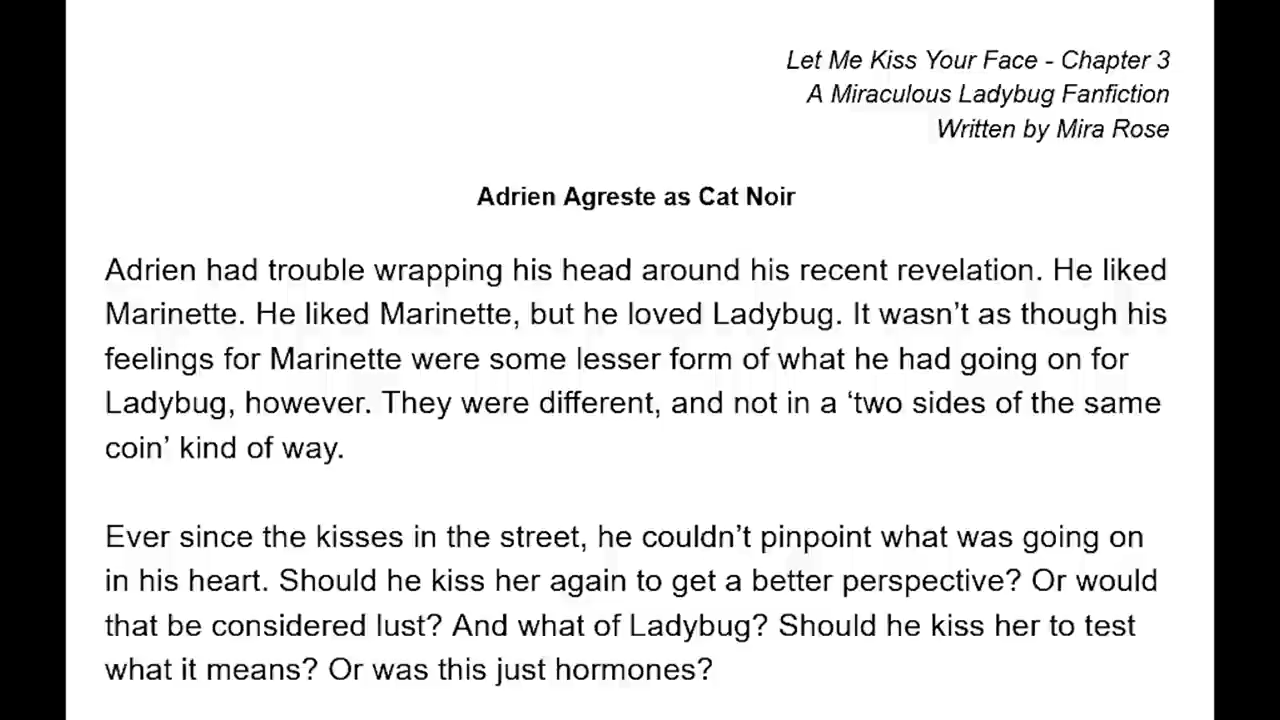 Let Me Kiss Your Face - Chapter 3
A Miraculous Ladybug Fanfiction
Written by Mira Rose
Adrien Agreste as Cat Noir
Adrien had trouble wrapping his head around his recent revelation. He liked
Marinette. He liked Marinette, but he loved Ladybug. It wasn’t as though his
feelings for Marinette were some lesser form of what he had going on for
Ladybug, however. They were different, and not in a ‘two sides of the same
coin’ kind of way.
Ever since the kisses in the street, he couldn’t pinpoint what was going on
in his heart. Should he kiss her again to get a better perspective? Or would
that be considered lust? And what of Ladybug? Should he kiss her to test
what it means? Or was this just hormones?